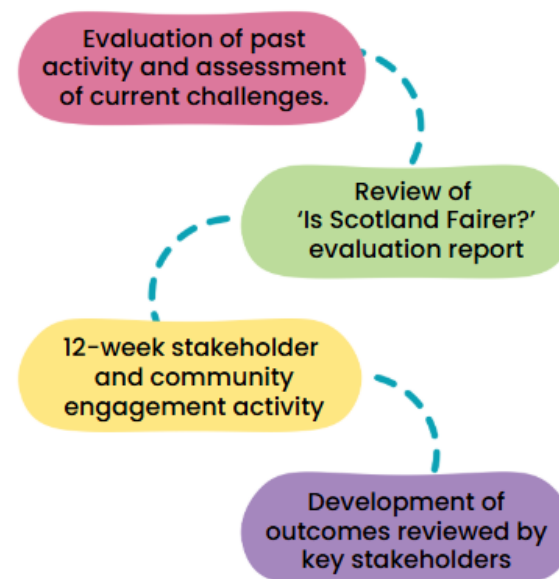 Evaluation of past
activity and assessment
of current challenges.
Review of
‘Is Scotland Fairer?’
evaluation report
12-week stakeholder
and community
engagement activity
Development of
outcomes reviewed by
key stakeholders